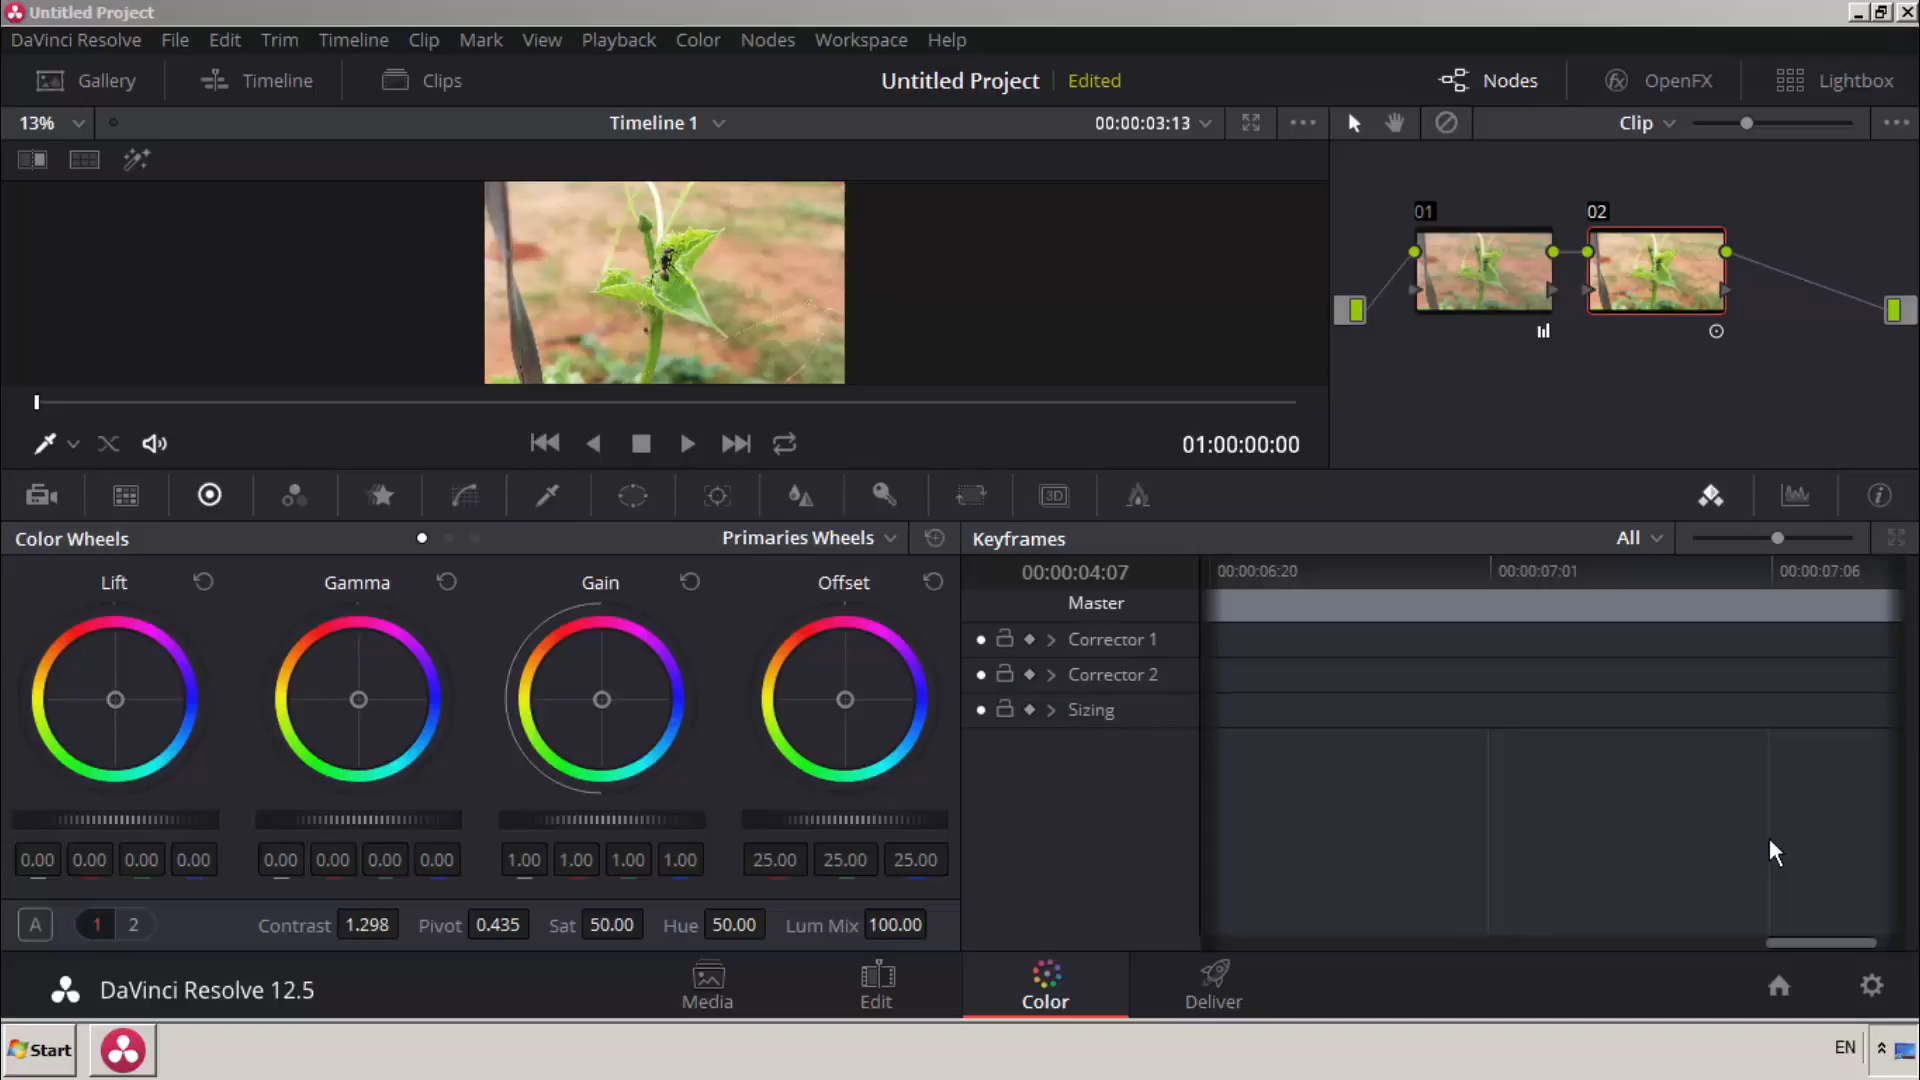 Untitled Project
DaVinci Resolve File Edit Trim Timeline Clip Mark View Playback Color Nodes Workspace Help
Gallery Timeline Clips Untitled Project Edited Nodes OpenFX Lightbox
13% Timeline 1 00:00:03:13 Clip
01 02
01:00:00:00
3D
Color Wheels Primaries Wheels Keyframes All
Lift Gamma Gain Offset
00:00:04:07 00:00:06:20 00:00:07:01 00:00:07:06
Master
Corrector 1
Corrector 2
Sizing
0.00 0.00 0.00 0.00 0.00 0.00 0.00 0.00 1.00 1.00 1.00 1.00 25.00 25.00 25.00
A 1 2 Contrast 1.298 Pivot 0.435 Sat 50.00 Hue 50.00 Lum Mix 100.00
DaVinci Resolve 12.5 Media Edit Color Deliver
Start EN